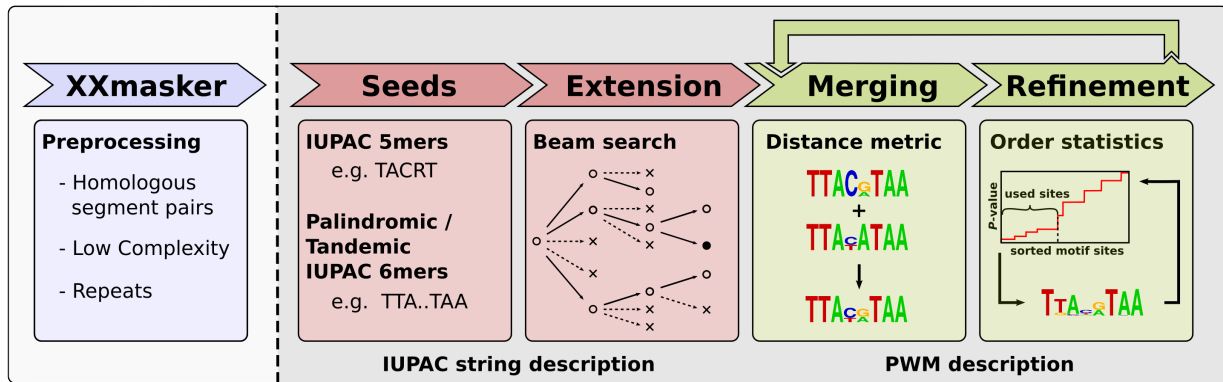 XXmasker
Seeds
Extension
Merging
Refinement
Preprocessing
- Homologous
segment pairs
- Low Complexity
- Repeats
IUPAC 5mers
e.g. TACRT
Palindromic /
Tandemic
IUPAC 6mers
e.g. TTA..TAA
Beam search
Distance metric
TTACGTAA
+
TTACATAA
TTACGTAA
Order statistics
P-value
used sites
sorted motif sites
TTACGTAA
IUPAC string description
PWM description